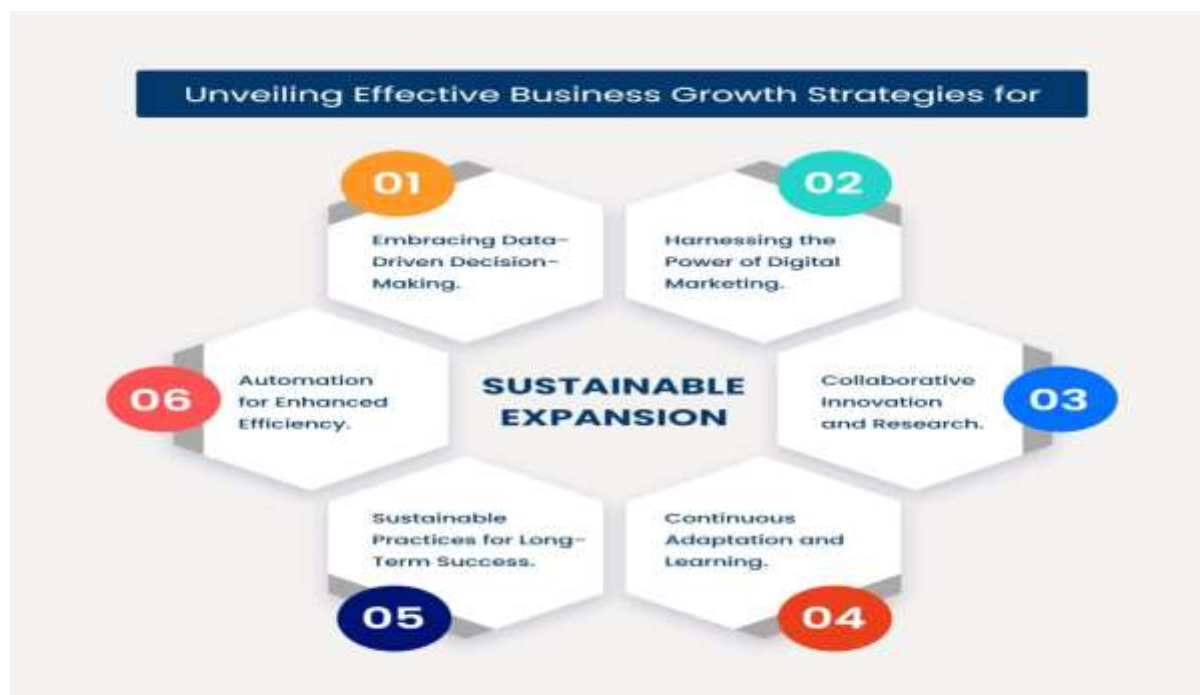 Unveiling Effective Business Growth Strategies for
01
Embracing Data-
Driven Decision-
Making.
02
Harnessing the
Power of Digital
Marketing.
SUSTAINABLE
EXPANSION
03
Collaborative
Innovation
and Research.
04
Continuous
Adaptation and
Learning.
05
Sustainable
Practices for Long-
Term Success.
06
Automation
for Enhanced
Efficiency.